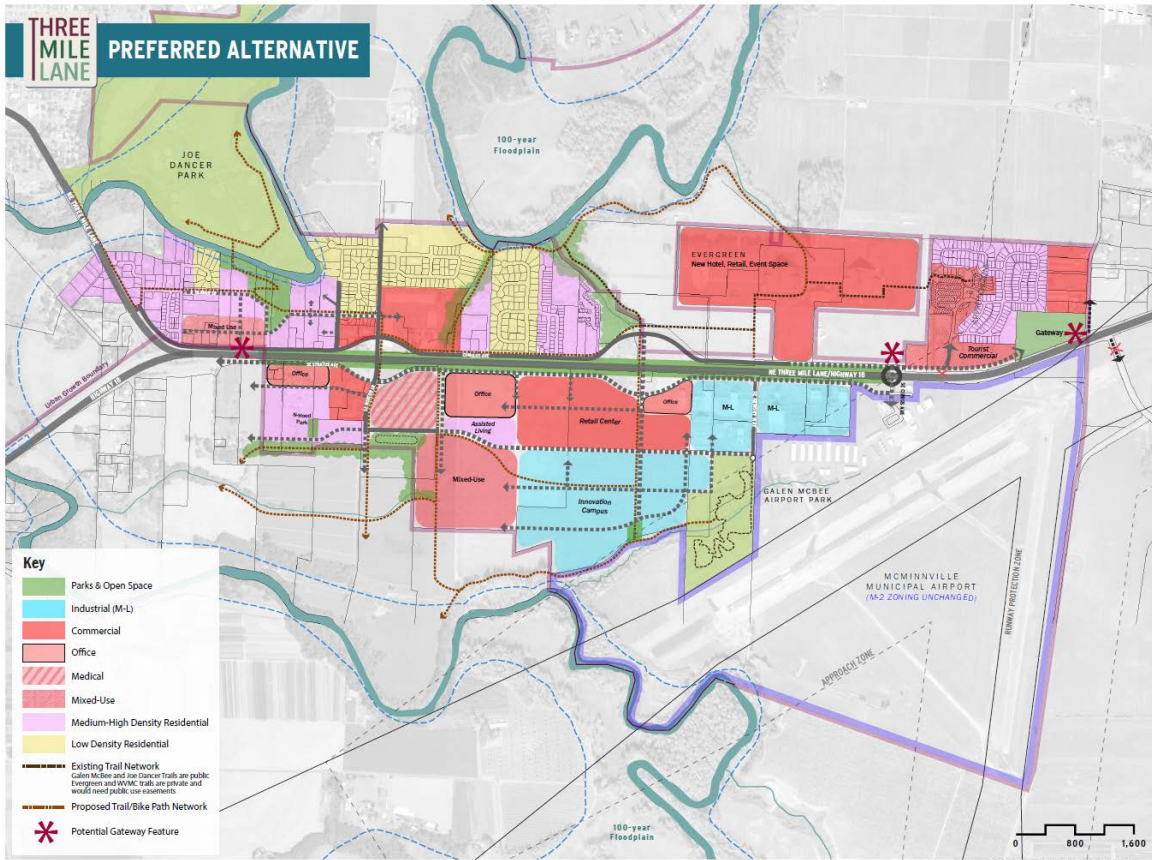 THREE
MILE
LANE
PREFERRED ALTERNATIVE
JOE
DANCER
PARK
100-year
Floodplain
EVERGREEN
New Hotel, Retail, Event Space
Mixed Use
Gateway
Tourist
Commercial
NE THREE MILE LANE/HIGHWAY 18
Urban Growth Boundary
HIGHWAY 18
Office
Office
Office
M-L
M-L
N-Hood
Park
Assisted
Living
Retail Center
Mixed-Use
Innovation
Campus
GALEN MCBEE
AIRPORT PARK
MCMINNVILLE
MUNICIPAL AIRPORT
(M-2 ZONING UNCHANGED)
RUNWAY PROTECTION ZONE
APPROACH ZONE
100-year
Floodplain
Key
Parks & Open Space
Industrial (M-L)
Commercial
Office
Medical
Mixed-Use
Medium-High Density Residential
Low Density Residential
Existing Trail Network
Galen McBee and Joe Dancer Trails are public
Evergreen and WVMC trails are private and
would need public use easements
Proposed Trail/Bike Path Network
Potential Gateway Feature
0 800 1,600